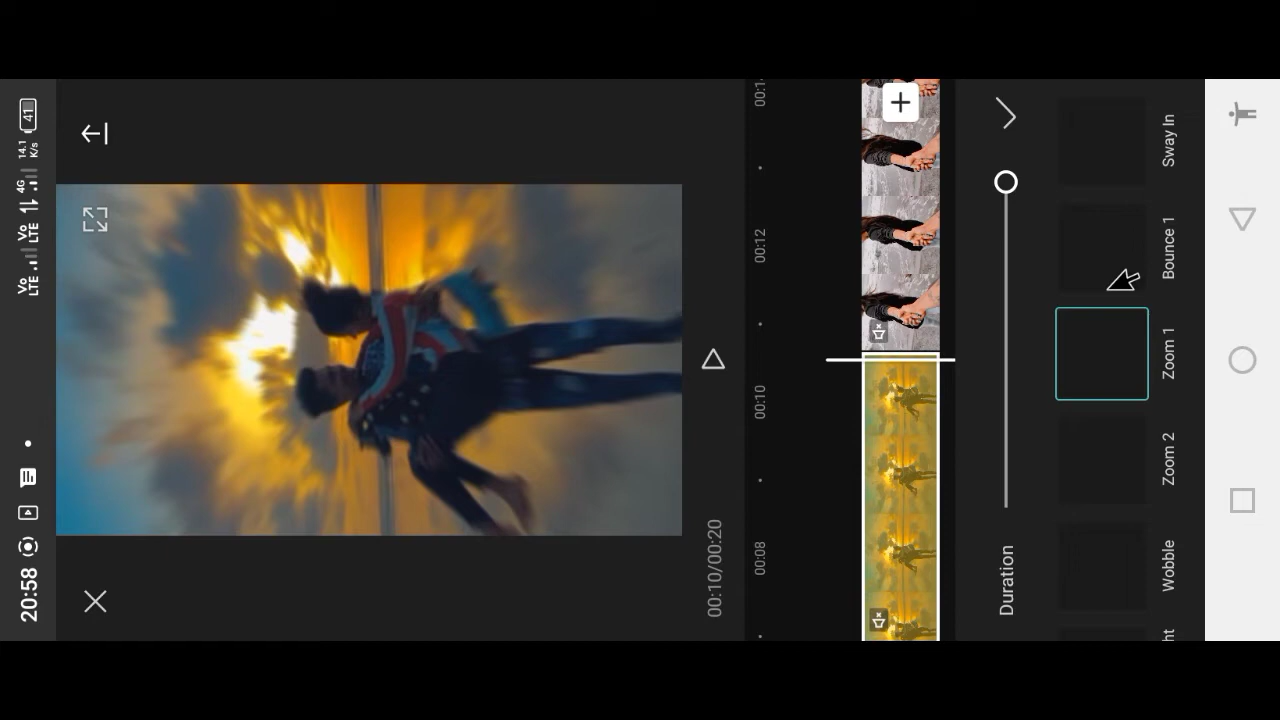 20:58
Vo LTE
Vo LTE
4G
14.1 K/s
41
00:10/00:20
00:08
00:10
00:12
00:14
Duration
ht
Wobble
Zoom 2
Zoom 1
Bounce 1
Sway In